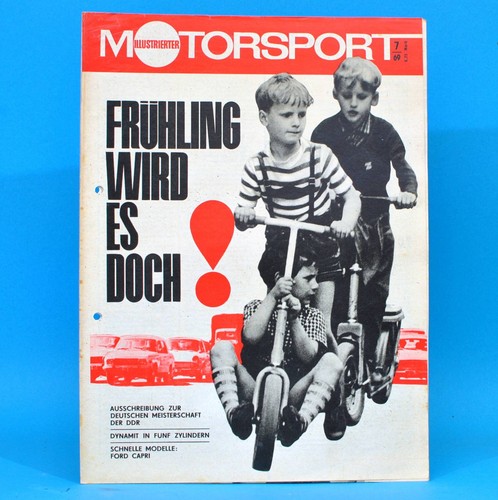 ILLUSTRIERTER
MOTORSPORT
7
69
FRÜHLING
WIRD
ES
DOCH!
AUSSCHREIBUNG ZUR
DEUTSCHEN MEISTERSCHAFT
DER DDR
DYNAMIT IN FÜNF ZYLINDERN
SCHNELLE MODELLE:
FORD CAPRI